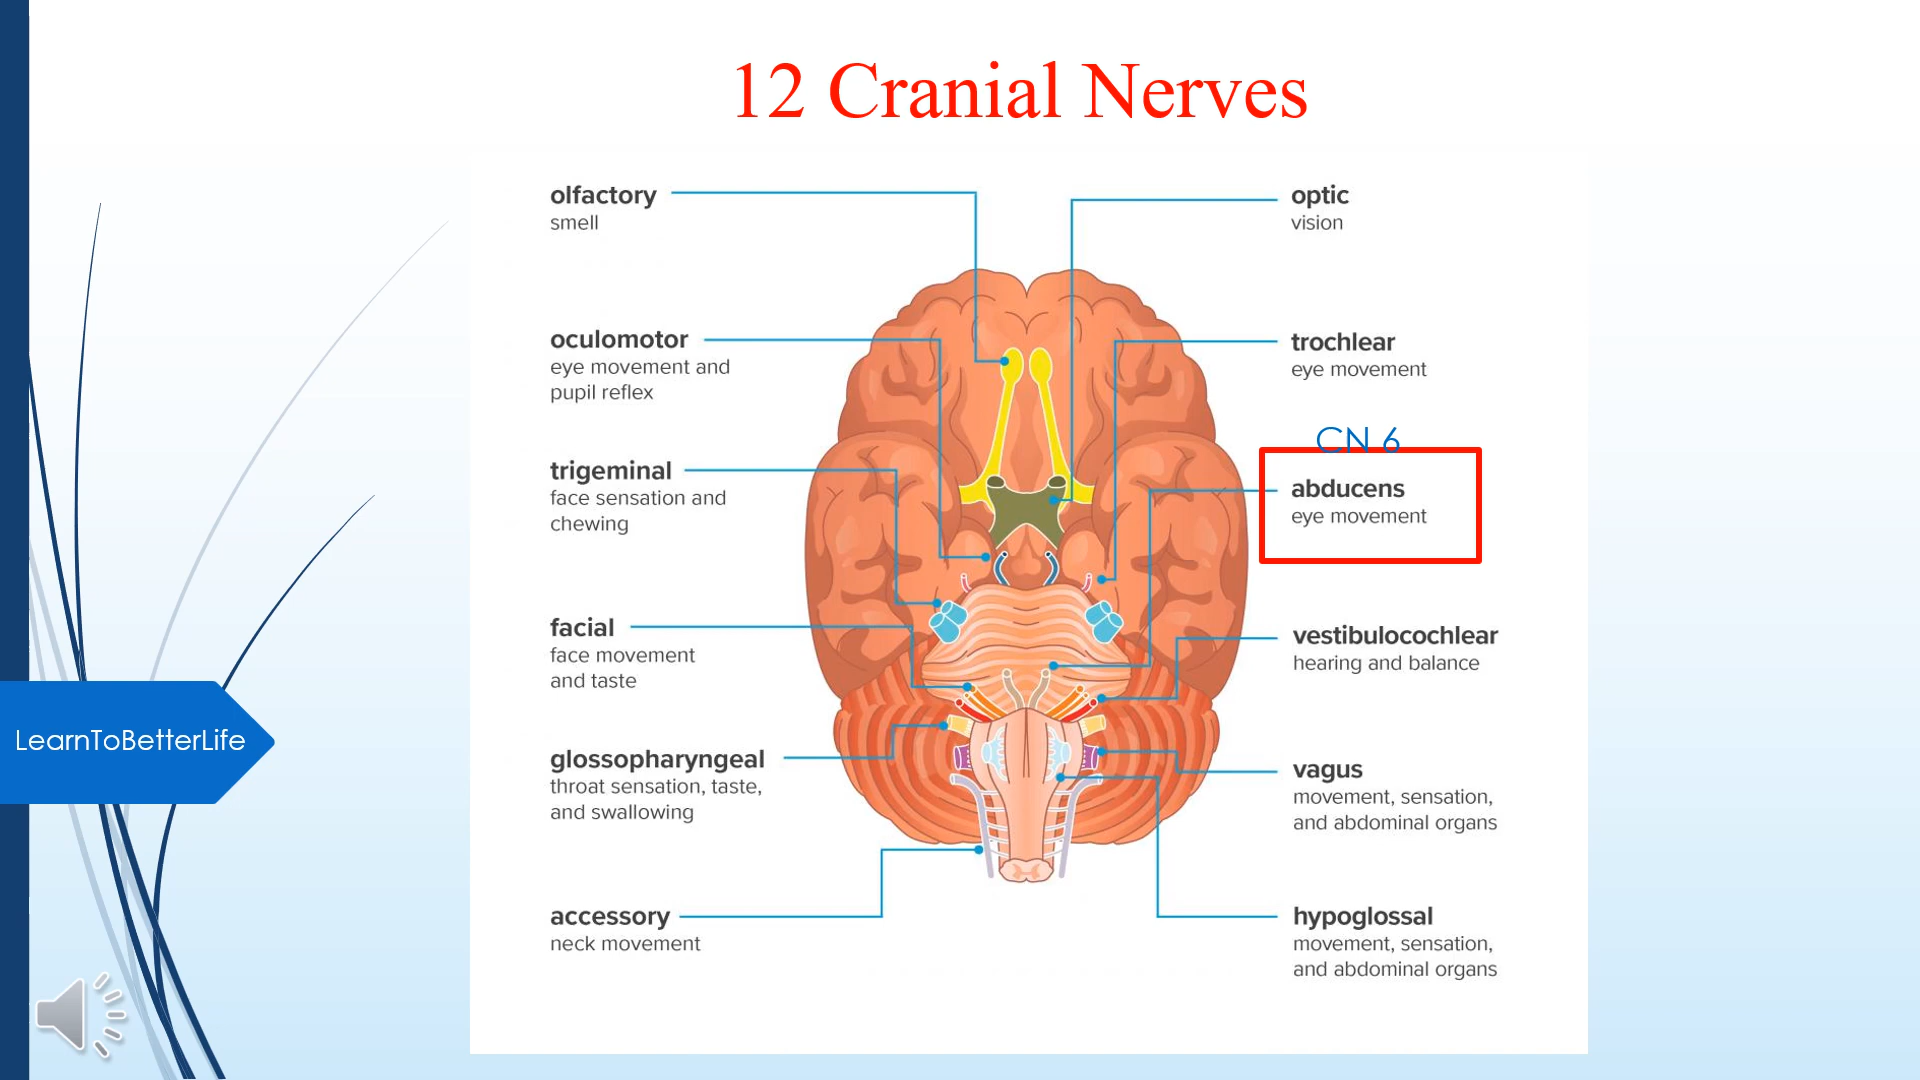 12 Cranial Nerves
olfactory
smell
optic
vision
oculomotor
eye movement and
pupil reflex
trochlear
eye movement
trigeminal
face sensation and
chewing
CN 6
abducens
eye movement
facial
face movement
and taste
vestibulocochlear
hearing and balance
LearnToBetterLife
glossopharyngeal
throat sensation, taste,
and swallowing
vagus
movement, sensation,
and abdominal organs
accessory
neck movement
hypoglossal
movement, sensation,
and abdominal organs